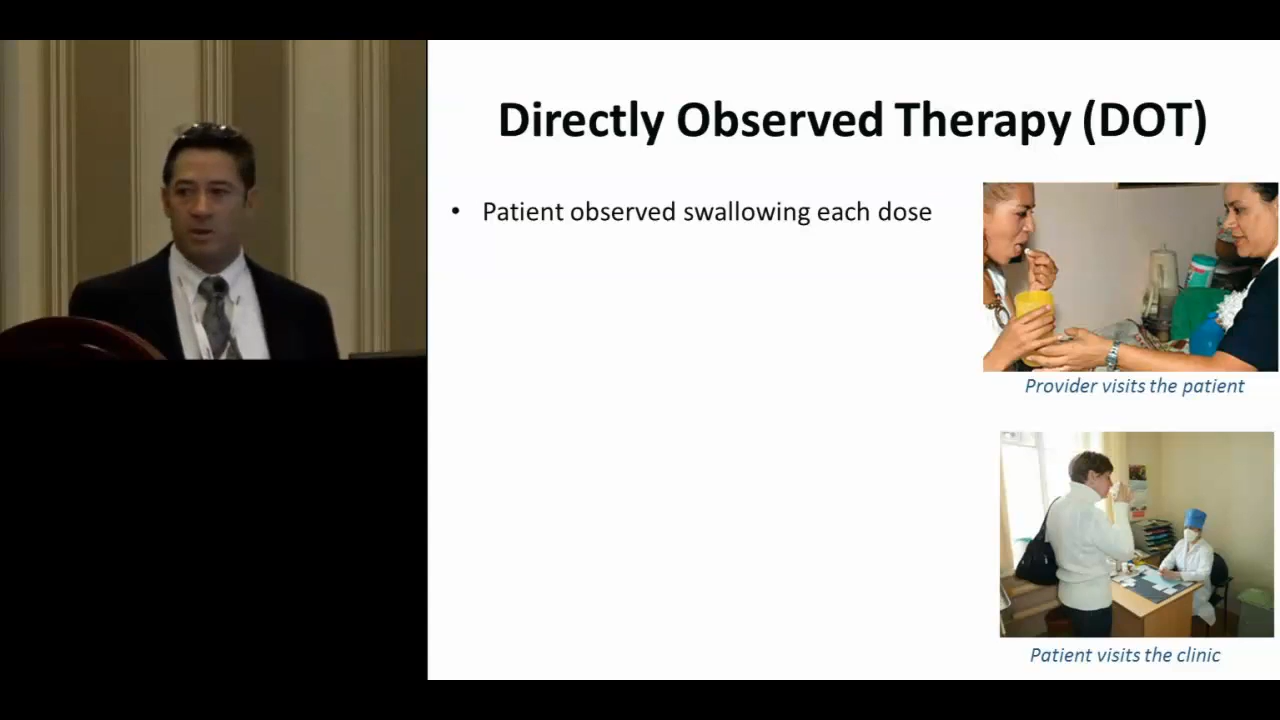 Directly Observed Therapy (DOT)
• Patient observed swallowing each dose
Provider visits the patient
Patient visits the clinic